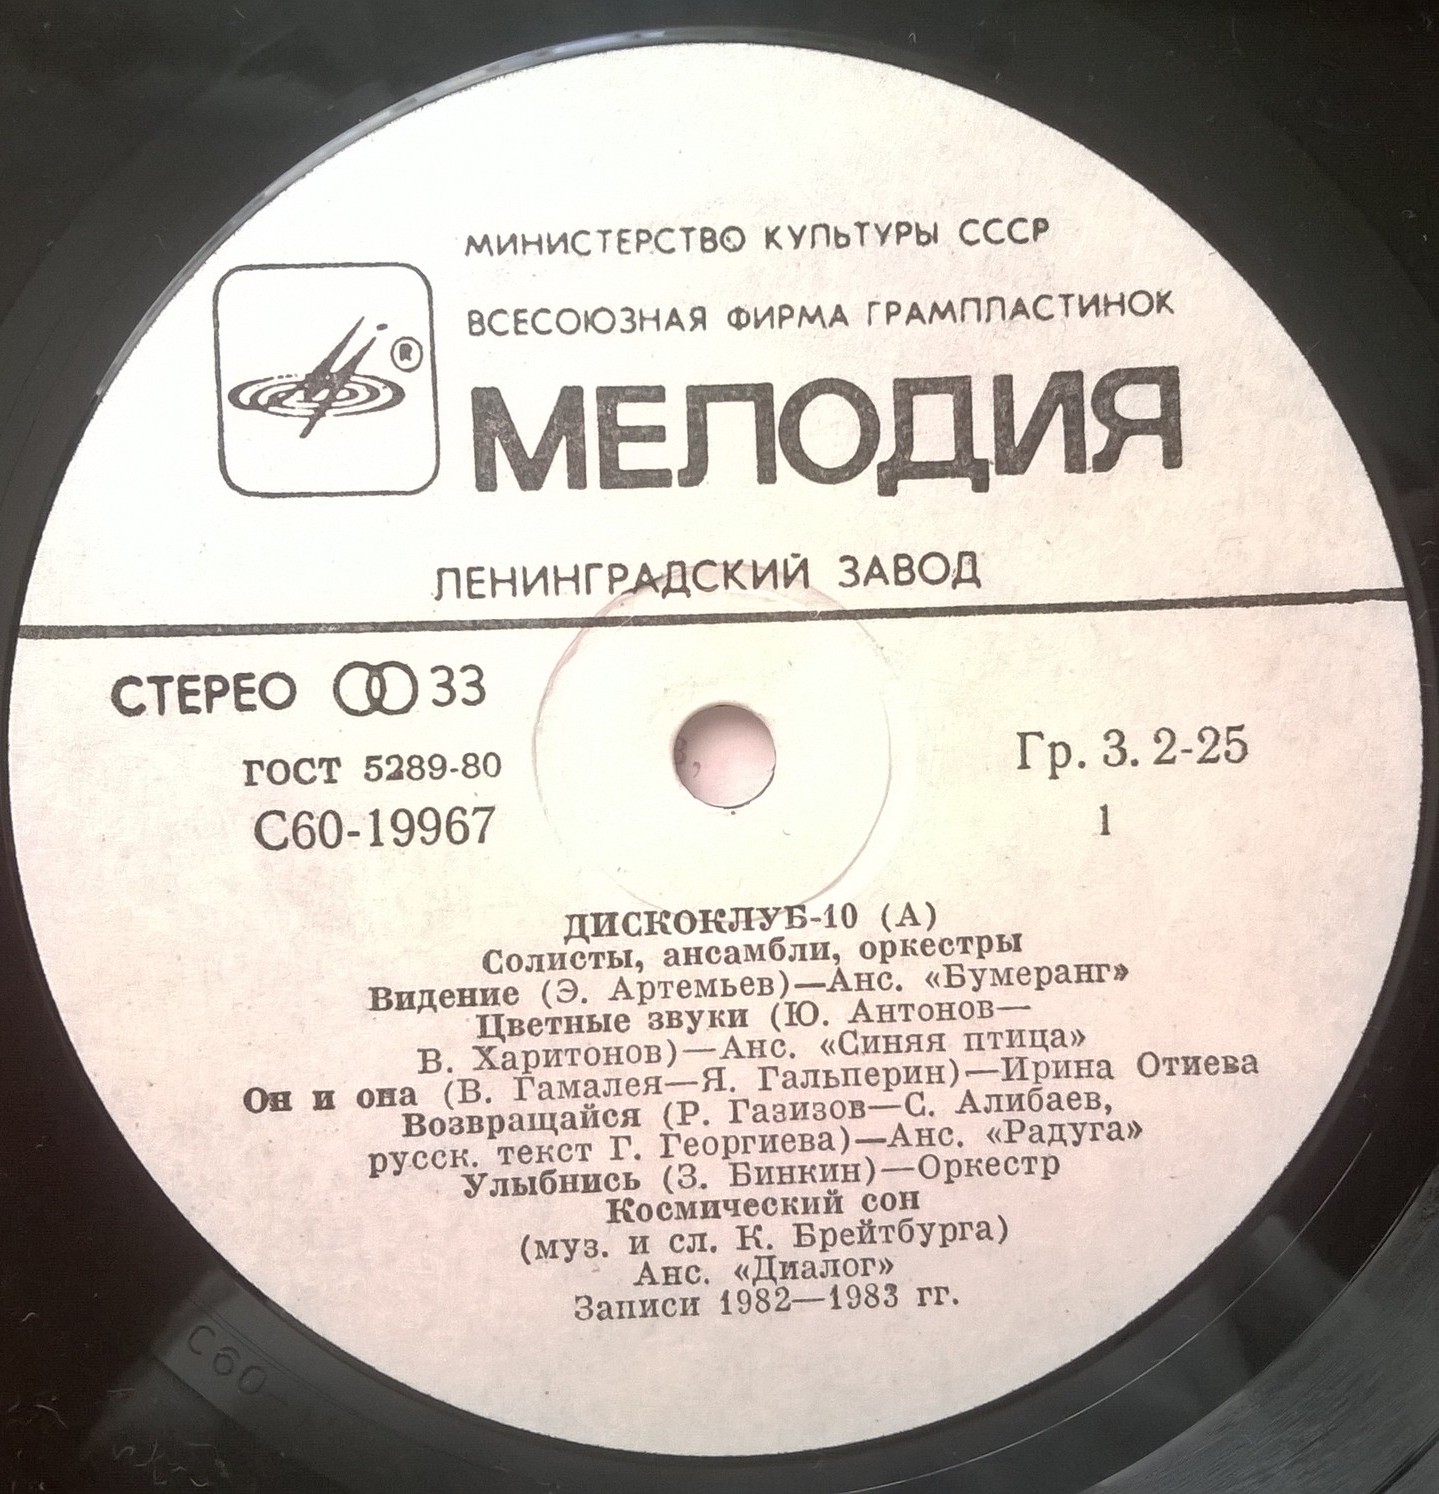 МИНИСТЕРСТВО КУЛЬТУРЫ СССР
ВСЕСОЮЗНАЯ ФИРМА ГРАМПЛАСТИНОК
®
МЕЛОДИЯ
ЛЕНИНГРАДСКИЙ ЗАВОД
СТЕРЕО 33
ГОСТ 5289-80
С60-19967
Гр. 3. 2-25
1
ДИСКОКЛУБ-10 (А)
Солисты, ансамбли, оркестры
Видение (Э. Артемьев)—Анс. «Бумеранг»
Цветные звуки (Ю. Антонов—
В. Харитонов)—Анс. «Синяя птица»
Он и она (В. Гамалея—Я. Гальперин)—Ирина Отиева
Возвращайся (Р. Газизов—С. Алибаев,
русск. текст Г. Георгиева)—Анс. «Радуга»
Улыбнись (З. Бинкин)—Оркестр
Космический сон
(муз. и сл. К. Брейтбурга)
Анс. «Диалог»
Записи 1982—1983 гг.
С60